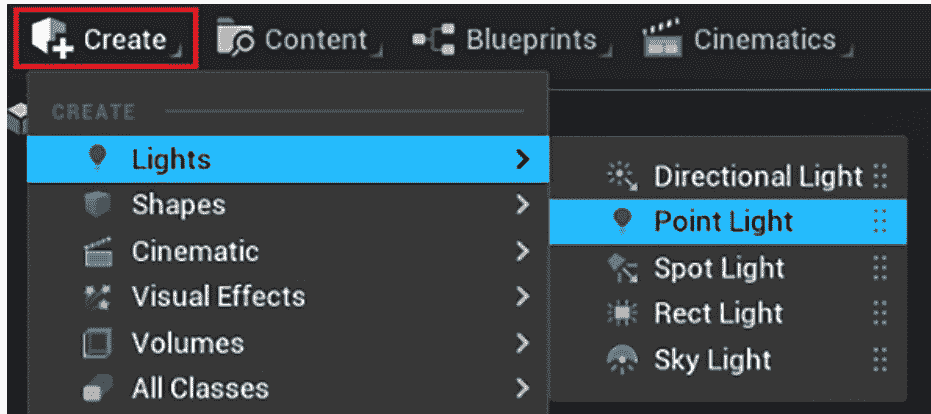 Create Content Blueprints Cinematics
CREATE
Lights
Shapes
Cinematic
Visual Effects
Volumes
All Classes
Directional Light
Point Light
Spot Light
Rect Light
Sky Light